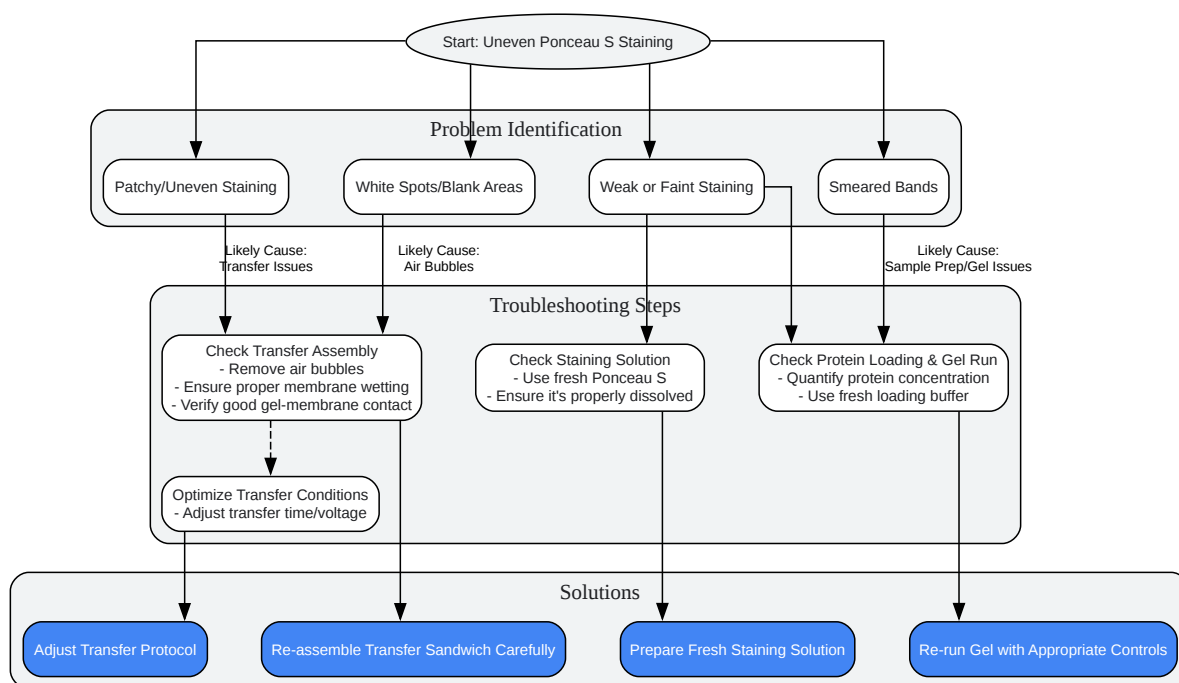 Start: Uneven Ponceau S Staining
Problem Identification
Patchy/Uneven Staining
White Spots/Blank Areas
Weak or Faint Staining
Smeared Bands
Likely Cause:
Transfer Issues
Likely Cause:
Air Bubbles
Likely Cause:
Sample Prep/Gel Issues
Troubleshooting Steps
Check Transfer Assembly
- Remove air bubbles
- Ensure proper membrane wetting
- Verify good gel-membrane contact
Check Staining Solution
- Use fresh Ponceau S
- Ensure it's properly dissolved
Check Protein Loading & Gel Run
- Quantify protein concentration
- Use fresh loading buffer
Optimize Transfer Conditions
- Adjust transfer time/voltage
Solutions
Adjust Transfer Protocol
Re-assemble Transfer Sandwich Carefully
Prepare Fresh Staining Solution
Re-run Gel with Appropriate Controls